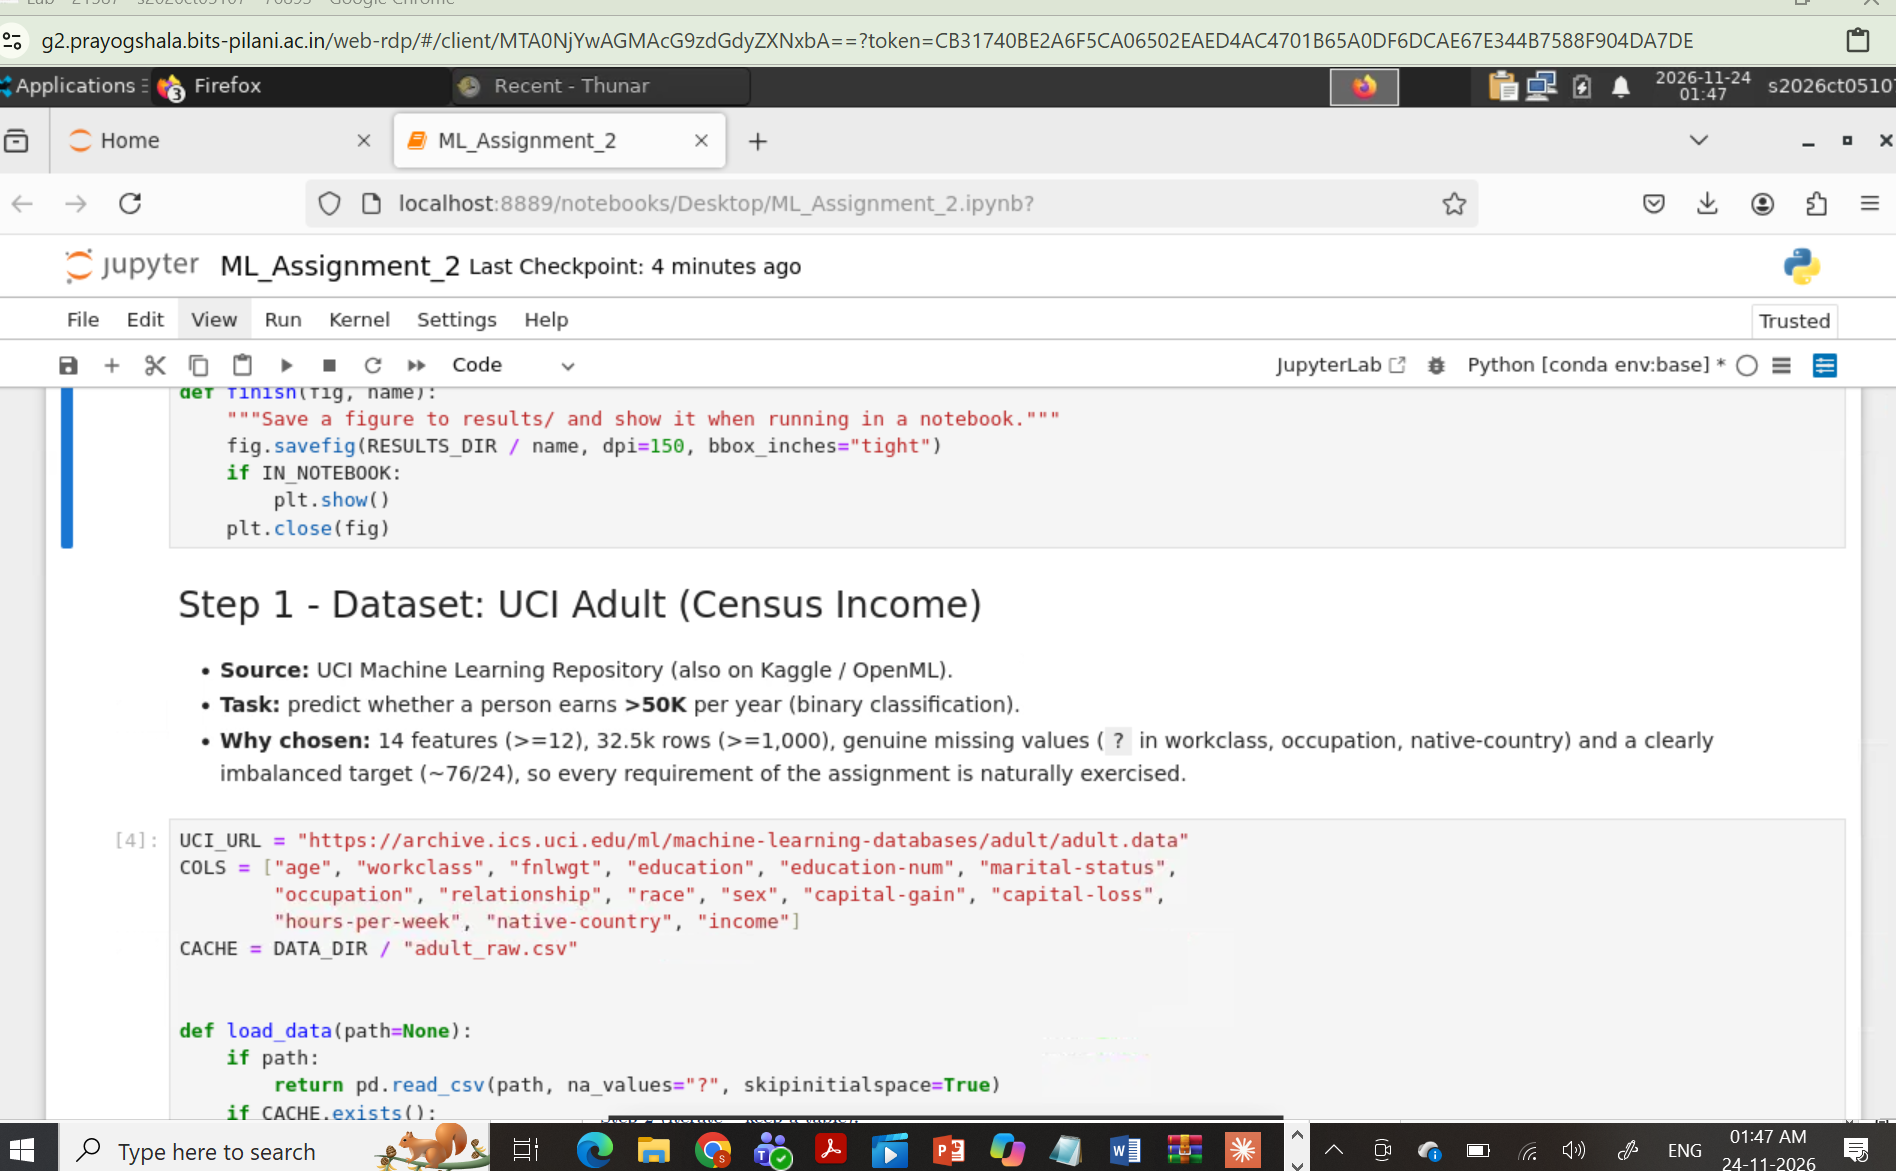 g2.prayogshala.bits-pilani.ac.in/web-rdp/#/client/MTA0NjYwAGMAcG9zdGdyZXNxbA==?token=CB31740BE2A6F5CA06502EAED4AC4701B65A0DF6DCAE67E344B7588F904DA7DE
Applications
3
Firefox
Recent - Thunar
2026-11-24
01:47
s2026ct0510
Home
ML_Assignment_2
localhost:8889/notebooks/Desktop/ML_Assignment_2.ipynb?
jupyter
ML_Assignment_2 Last Checkpoint: 4 minutes ago
File Edit View Run Kernel Settings Help
Trusted
Code
JupyterLab
Python [conda env:base] *
def finish(fig, name):
"""Save a figure to results/ and show it when running in a notebook."""
fig.savefig(RESULTS_DIR / name, dpi=150, bbox_inches="tight")
if IN_NOTEBOOK:
plt.show()
plt.close(fig)
Step 1 - Dataset: UCI Adult (Census Income)
• Source: UCI Machine Learning Repository (also on Kaggle / OpenML).
• Task: predict whether a person earns >50K per year (binary classification).
• Why chosen: 14 features (>=12), 32.5k rows (>=1,000), genuine missing values ( ? in workclass, occupation, native-country) and a clearly
imbalanced target (~76/24), so every requirement of the assignment is naturally exercised.
[4]:
UCI_URL = "https://archive.ics.uci.edu/ml/machine-learning-databases/adult/adult.data"
COLS = ["age", "workclass", "fnlwgt", "education", "education-num", "marital-status",
"occupation", "relationship", "race", "sex", "capital-gain", "capital-loss",
"hours-per-week", "native-country", "income"]
CACHE = DATA_DIR / "adult_raw.csv"
def load_data(path=None):
if path:
return pd.read_csv(path, na_values="?", skipinitialspace=True)
if CACHE.exists():
Type here to search
ENG
01:47 AM
24-11-2026